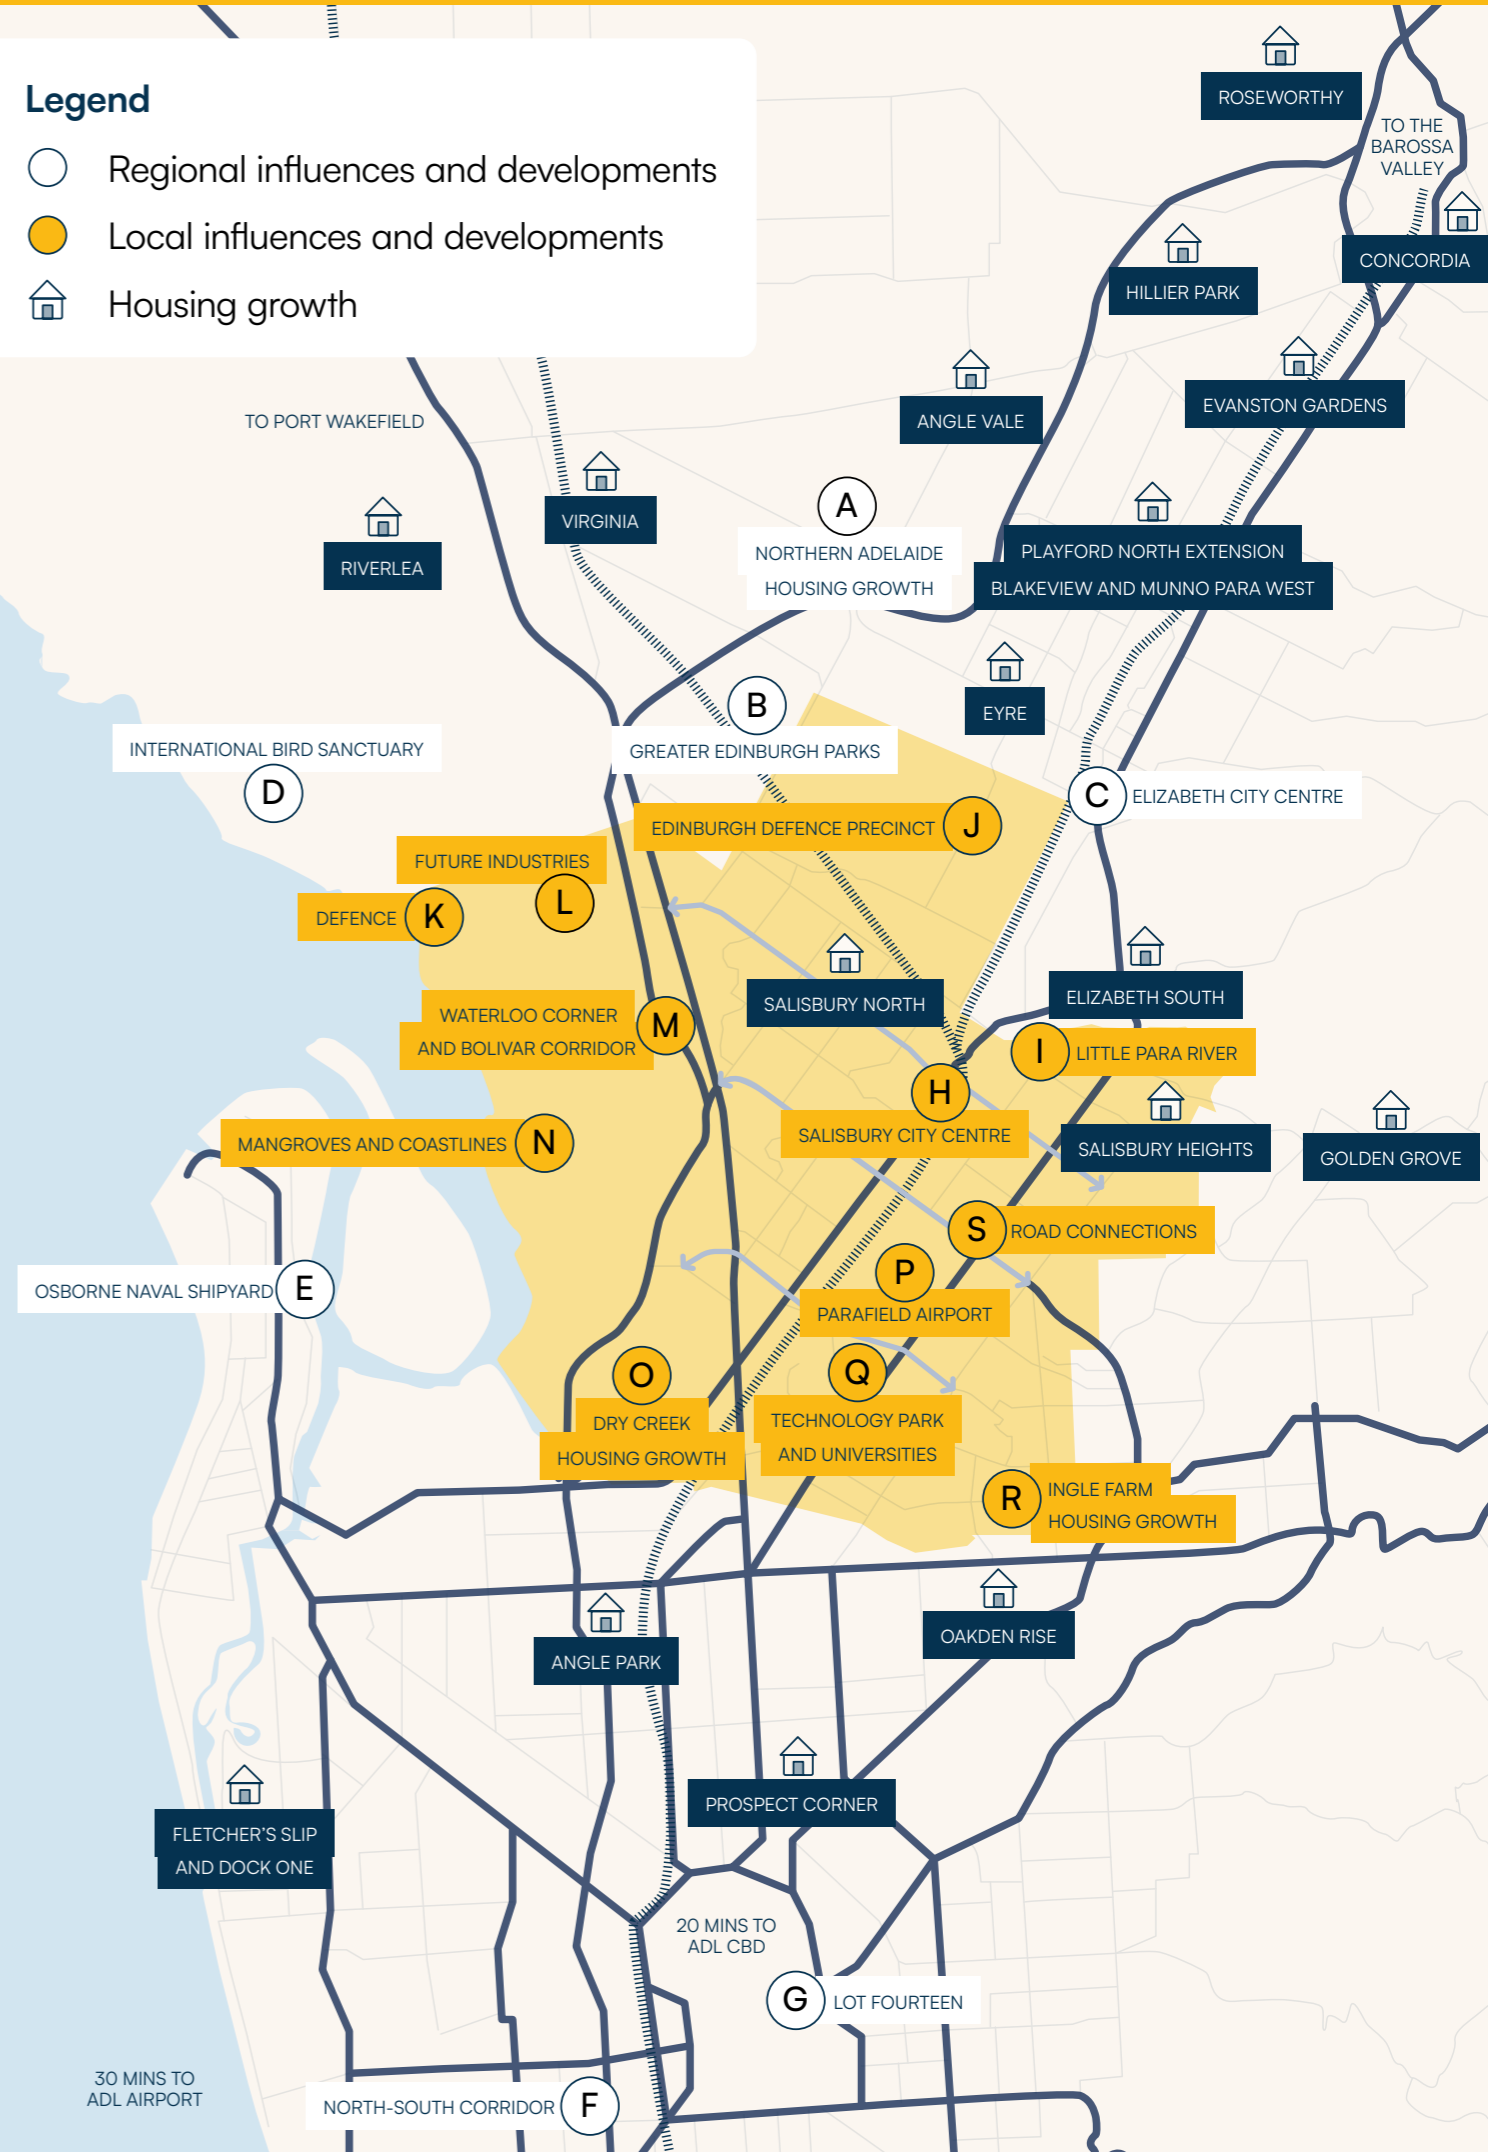 Legend
Regional influences and developments
Local influences and developments
Housing growth
ROSEWORTHY
TO THE
BAROSSA
VALLEY
CONCORDIA
HILLIER PARK
EVANSTON GARDENS
ANGLE VALE
TO PORT WAKEFIELD
VIRGINIA
RIVERLEA
A
NORTHERN ADELAIDE
HOUSING GROWTH
PLAYFORD NORTH EXTENSION
BLAKEVIEW AND MUNNO PARA WEST
EYRE
B
GREATER EDINBURGH PARKS
INTERNATIONAL BIRD SANCTUARY
D
C
ELIZABETH CITY CENTRE
EDINBURGH DEFENCE PRECINCT
J
FUTURE INDUSTRIES
L
DEFENCE
K
SALISBURY NORTH
ELIZABETH SOUTH
WATERLOO CORNER
AND BOLIVAR CORRIDOR
M
I
LITTLE PARA RIVER
H
SALISBURY CITY CENTRE
MANGROVES AND COASTLINES
N
SALISBURY HEIGHTS
GOLDEN GROVE
S
ROAD CONNECTIONS
OSBORNE NAVAL SHIPYARD
E
P
PARAFIELD AIRPORT
O
DRY CREEK
HOUSING GROWTH
Q
TECHNOLOGY PARK
AND UNIVERSITIES
R
INGLE FARM
HOUSING GROWTH
OAKDEN RISE
ANGLE PARK
PROSPECT CORNER
FLETCHER'S SLIP
AND DOCK ONE
20 MINS TO
ADL CBD
G
LOT FOURTEEN
30 MINS TO
ADL AIRPORT
NORTH-SOUTH CORRIDOR
F